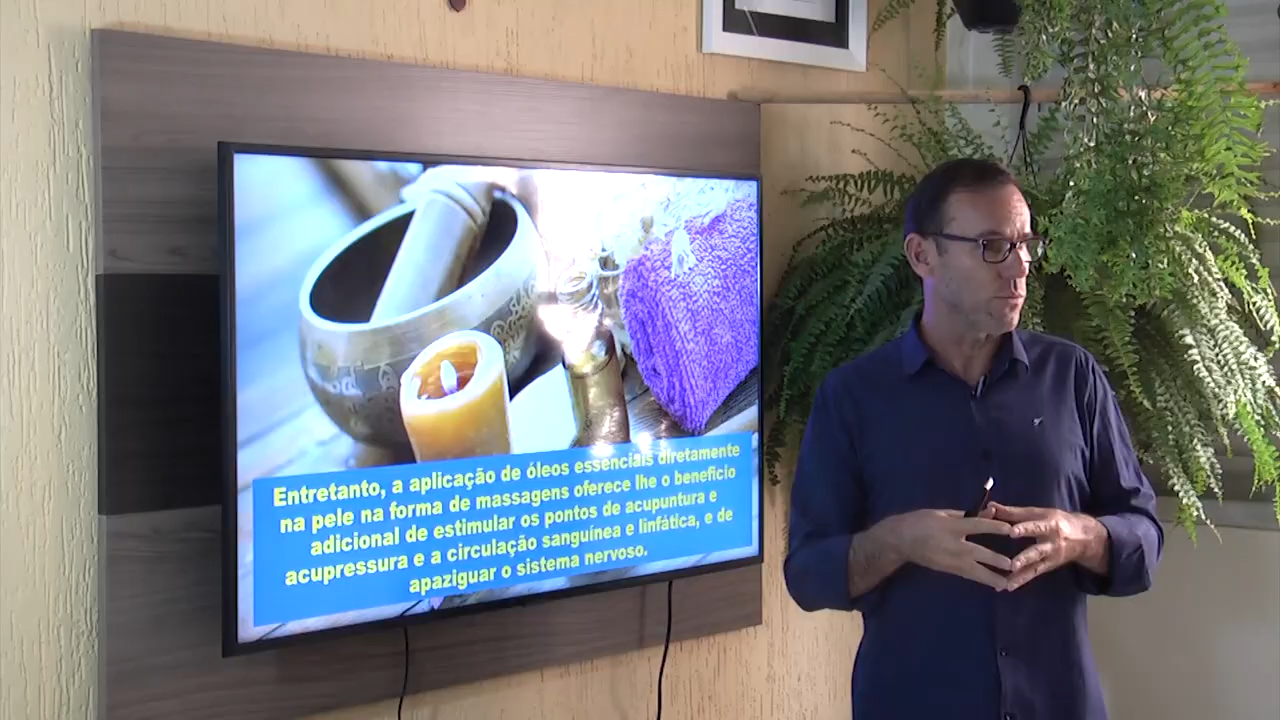 Entretanto, a aplicação de óleos essenciais diretamente
na pele na forma de massagens oferece lhe o beneficio
adicional de estimular os pontos de acupuntura e
acupressura e a circulação sanguínea e linfática, e de
apaziguar o sistema nervoso.